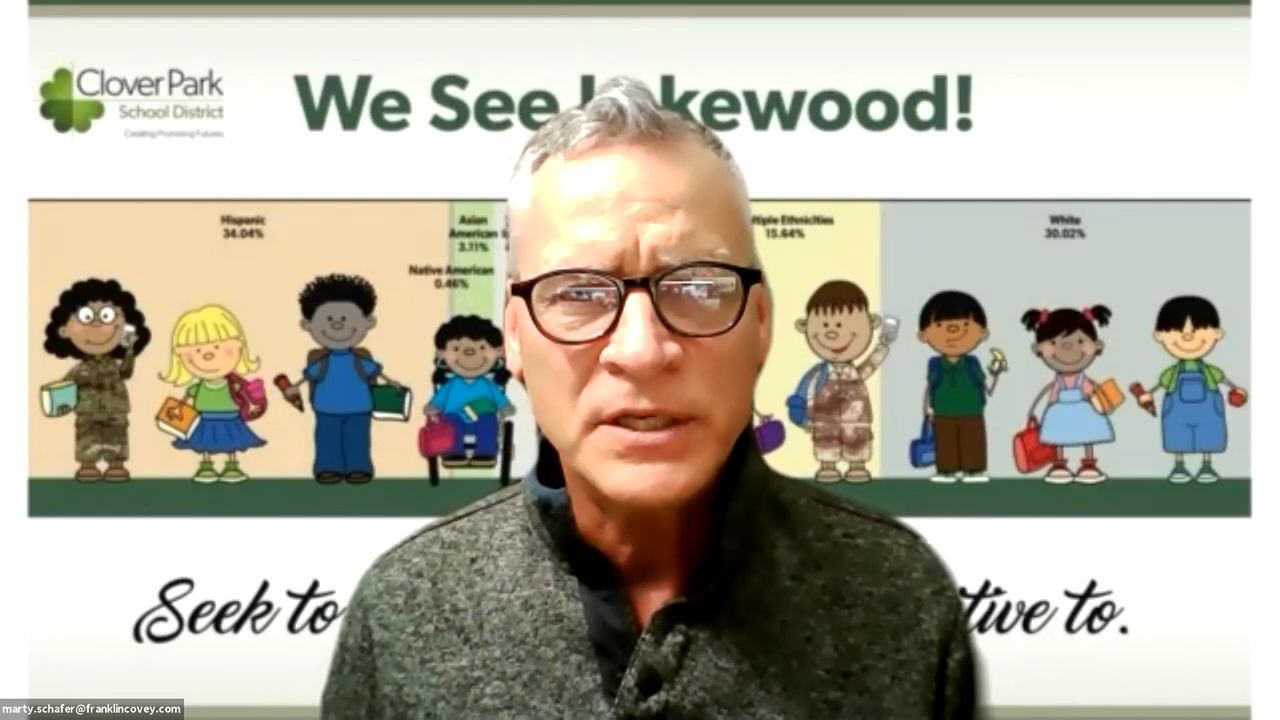 Clover Park
School District
Creating Promising Futures
We See kewood!
Hispanic
34.04%
Asian
American
3.11%
Native American
0.46%
tiple Ethnicities
15.64%
White
30.02%
Seek to
tive to.
marty.schafer@franklincovey.com